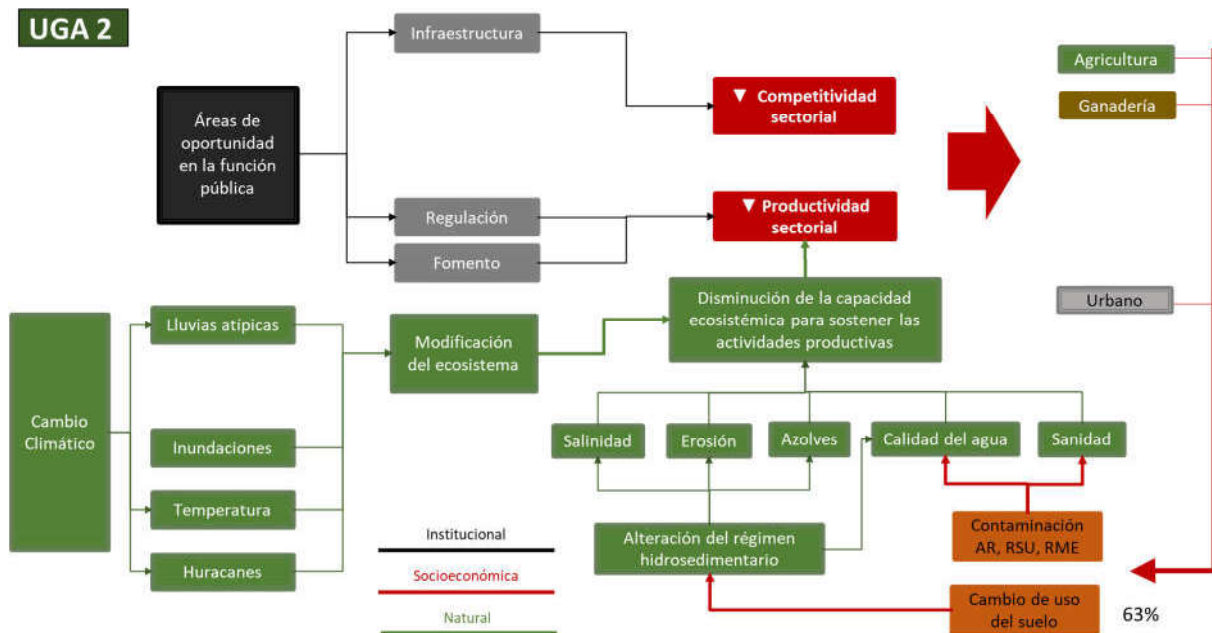 UGA 2
Infraestructura
Agricultura
Ganadería
▼ Competitividad
sectorial
Áreas de
oportunidad
en la función
pública
▼ Productividad
sectorial
Regulación
Fomento
Disminución de la capacidad
ecosistémica para sostener las
actividades productivas
Urbano
Lluvias atípicas
Modificación
del ecosistema
Cambio
Climático
Inundaciones
Salinidad
Erosión
Azolves
Calidad del agua
Sanidad
Temperatura
Huracanes
Institucional
Socioeconómica
Natural
Alteración del régimen
hidrosedimentario
Contaminación
AR, RSU, RME
Cambio de uso
del suelo
63%